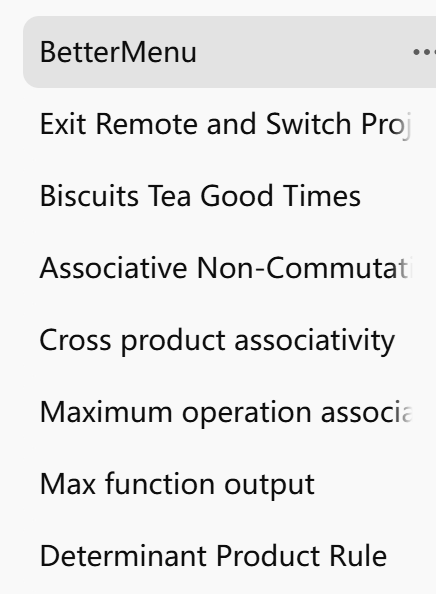 BetterMenu
Exit Remote and Switch Proj
Biscuits Tea Good Times
Associative Non-Commutati
Cross product associativity
Maximum operation associa
Max function output
Determinant Product Rule